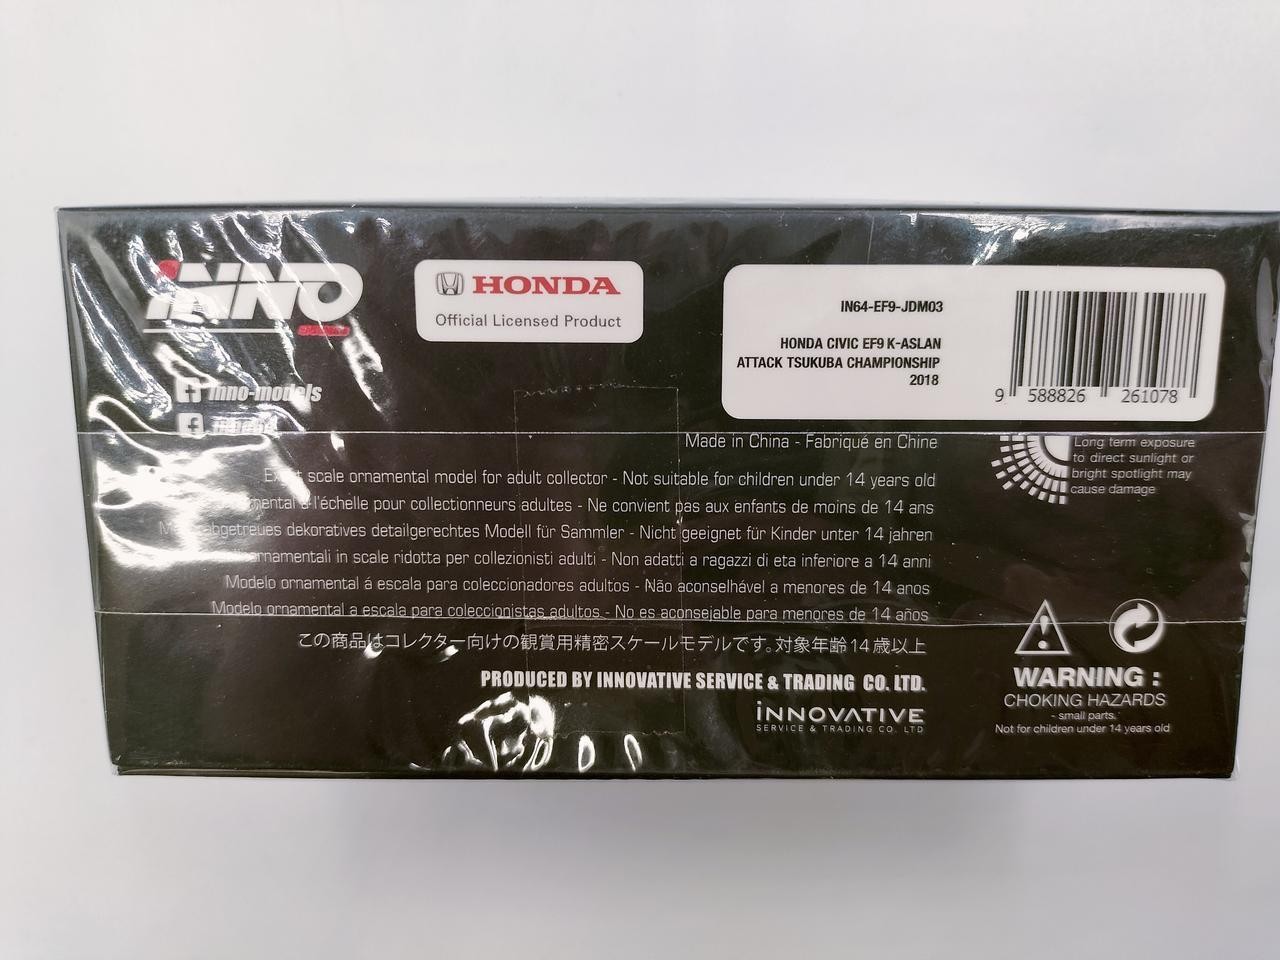 INNO
HONDA
Official Licensed Product
inno-models
IN64-EF9-JDM03
HONDA CIVIC EF9 K-ASLAN
ATTACK TSUKUBA CHAMPIONSHIP
2018
9 588826 261078
Made in China - Fabriqué en Chine
Long term exposure
to direct sunlight or
bright spotlight may
cause damage
scale ornamental model for adult collector - Not suitable for children under 14 years old
à l'échelle pour collectionneurs adultes - Ne convient pas aux enfants de moins de 14 ans
dekoratives detailgerechtes Modell für Sammler - Nicht geeignet für Kinder unter 14 jahren
in scale ridotta per collezionisti adulti - Non adatti a ragazzi di eta inferiore a 14 anni
Modelo ornamental á escala para coleccionadores adultos - Não aconselhável a menores de 14 anos
Modelo ornamental a escala para coleccionistas adultos - No es aconsejable para menores de 14 años
この商品はコレクター向けの観賞用精密スケールモデルです。対象年齢14歳以上
PRODUCED BY INNOVATIVE SERVICE & TRADING CO. LTD.
INNOVATIVE
SERVICE & TRADING CO. LTD
WARNING :
CHOKING HAZARDS
- small parts.
Not for children under 14 years old